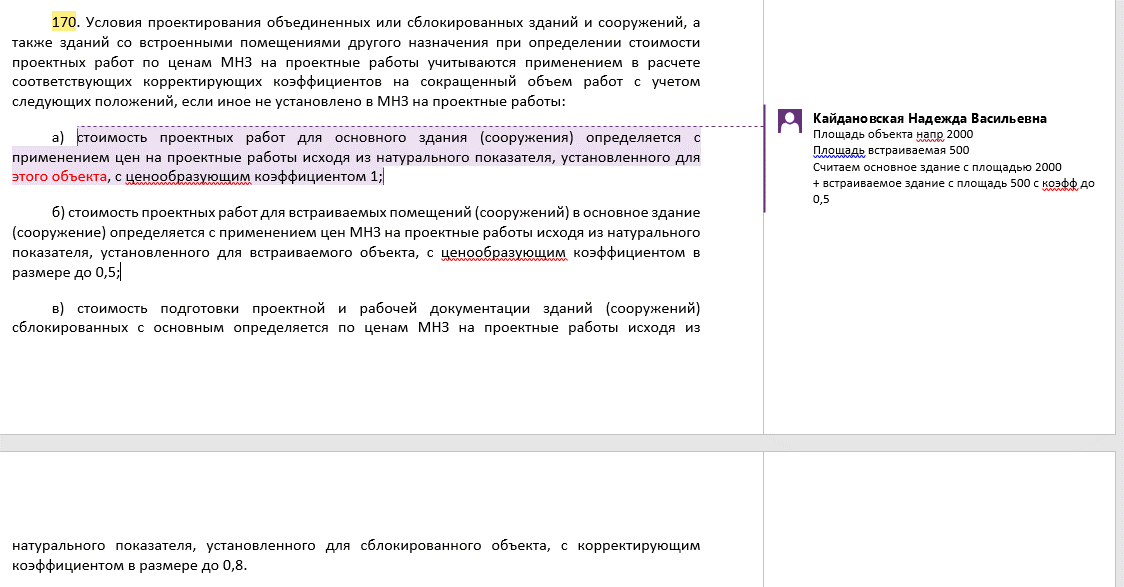 170. Условия проектирования объединенных или сблокированных зданий и сооружений, а
также зданий со встроенными помещениями другого назначения при определении стоимости
проектных работ по ценам МНЗ на проектные работы учитываются применением в расчете
соответствующих корректирующих коэффициентов на сокращенный объем работ с учетом
следующих положений, если иное не установлено в МНЗ на проектные работы:
а) стоимость проектных работ для основного здания (сооружения) определяется с
применением цен на проектные работы исходя из натурального показателя, установленного для
этого объекта, с ценообразующим коэффициентом 1;
б) стоимость проектных работ для встраиваемых помещений (сооружений) в основное здание
(сооружение) определяется с применением цен МНЗ на проектные работы исходя из натурального
показателя, установленного для встраиваемого объекта, с ценообразующим коэффициентом в
размере до 0,5;
в) стоимость подготовки проектной и рабочей документации зданий (сооружений)
сблокированных с основным определяется по ценам МНЗ на проектные работы исходя из
Кайдановская Надежда Васильевна
Площадь объекта напр 2000
Площадь встраиваемая 500
Считаем основное здание с площадью 2000
+ встраиваемое здание с площадь 500 с коэфф до
0,5
натурального показателя, установленного для сблокированного объекта, с корректирующим
коэффициентом в размере до 0,8.